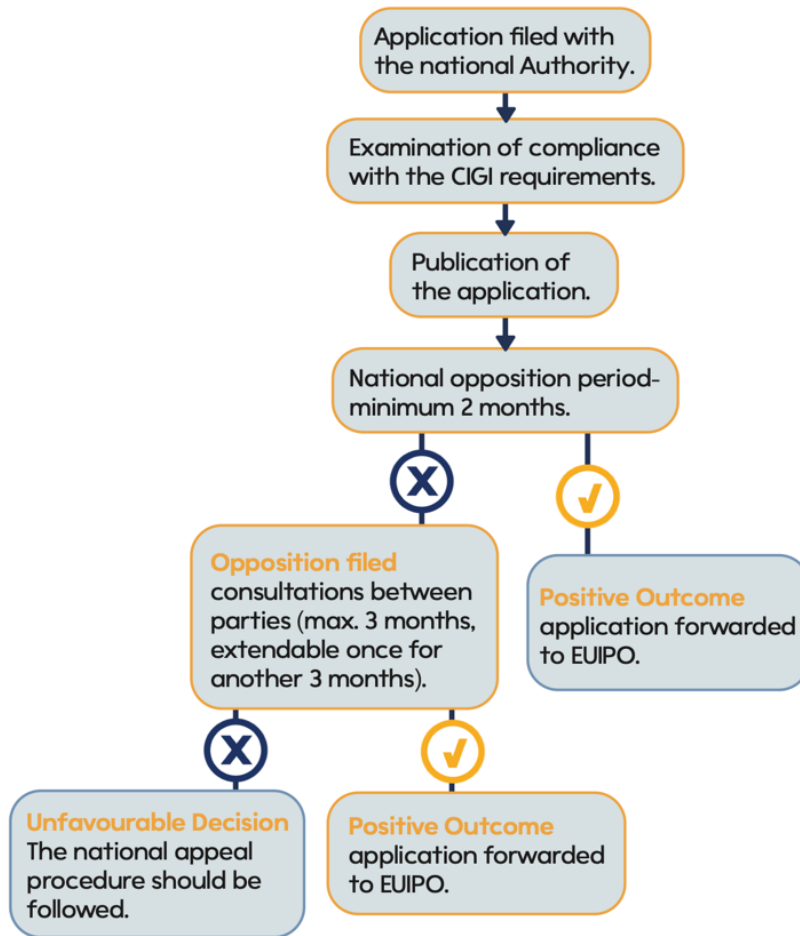 Application filed with
the national Authority.
Examination of compliance
with the CIGI requirements.
Publication of
the application.
National opposition period-
minimum 2 months.
X
√
Opposition filed
consultations between
parties (max. 3 months,
extendable once for
another 3 months).
Positive Outcome
application forwarded
to EUIPO.
X
√
Unfavourable Decision
The national appeal
procedure should be
followed.
Positive Outcome
application forwarded
to EUIPO.